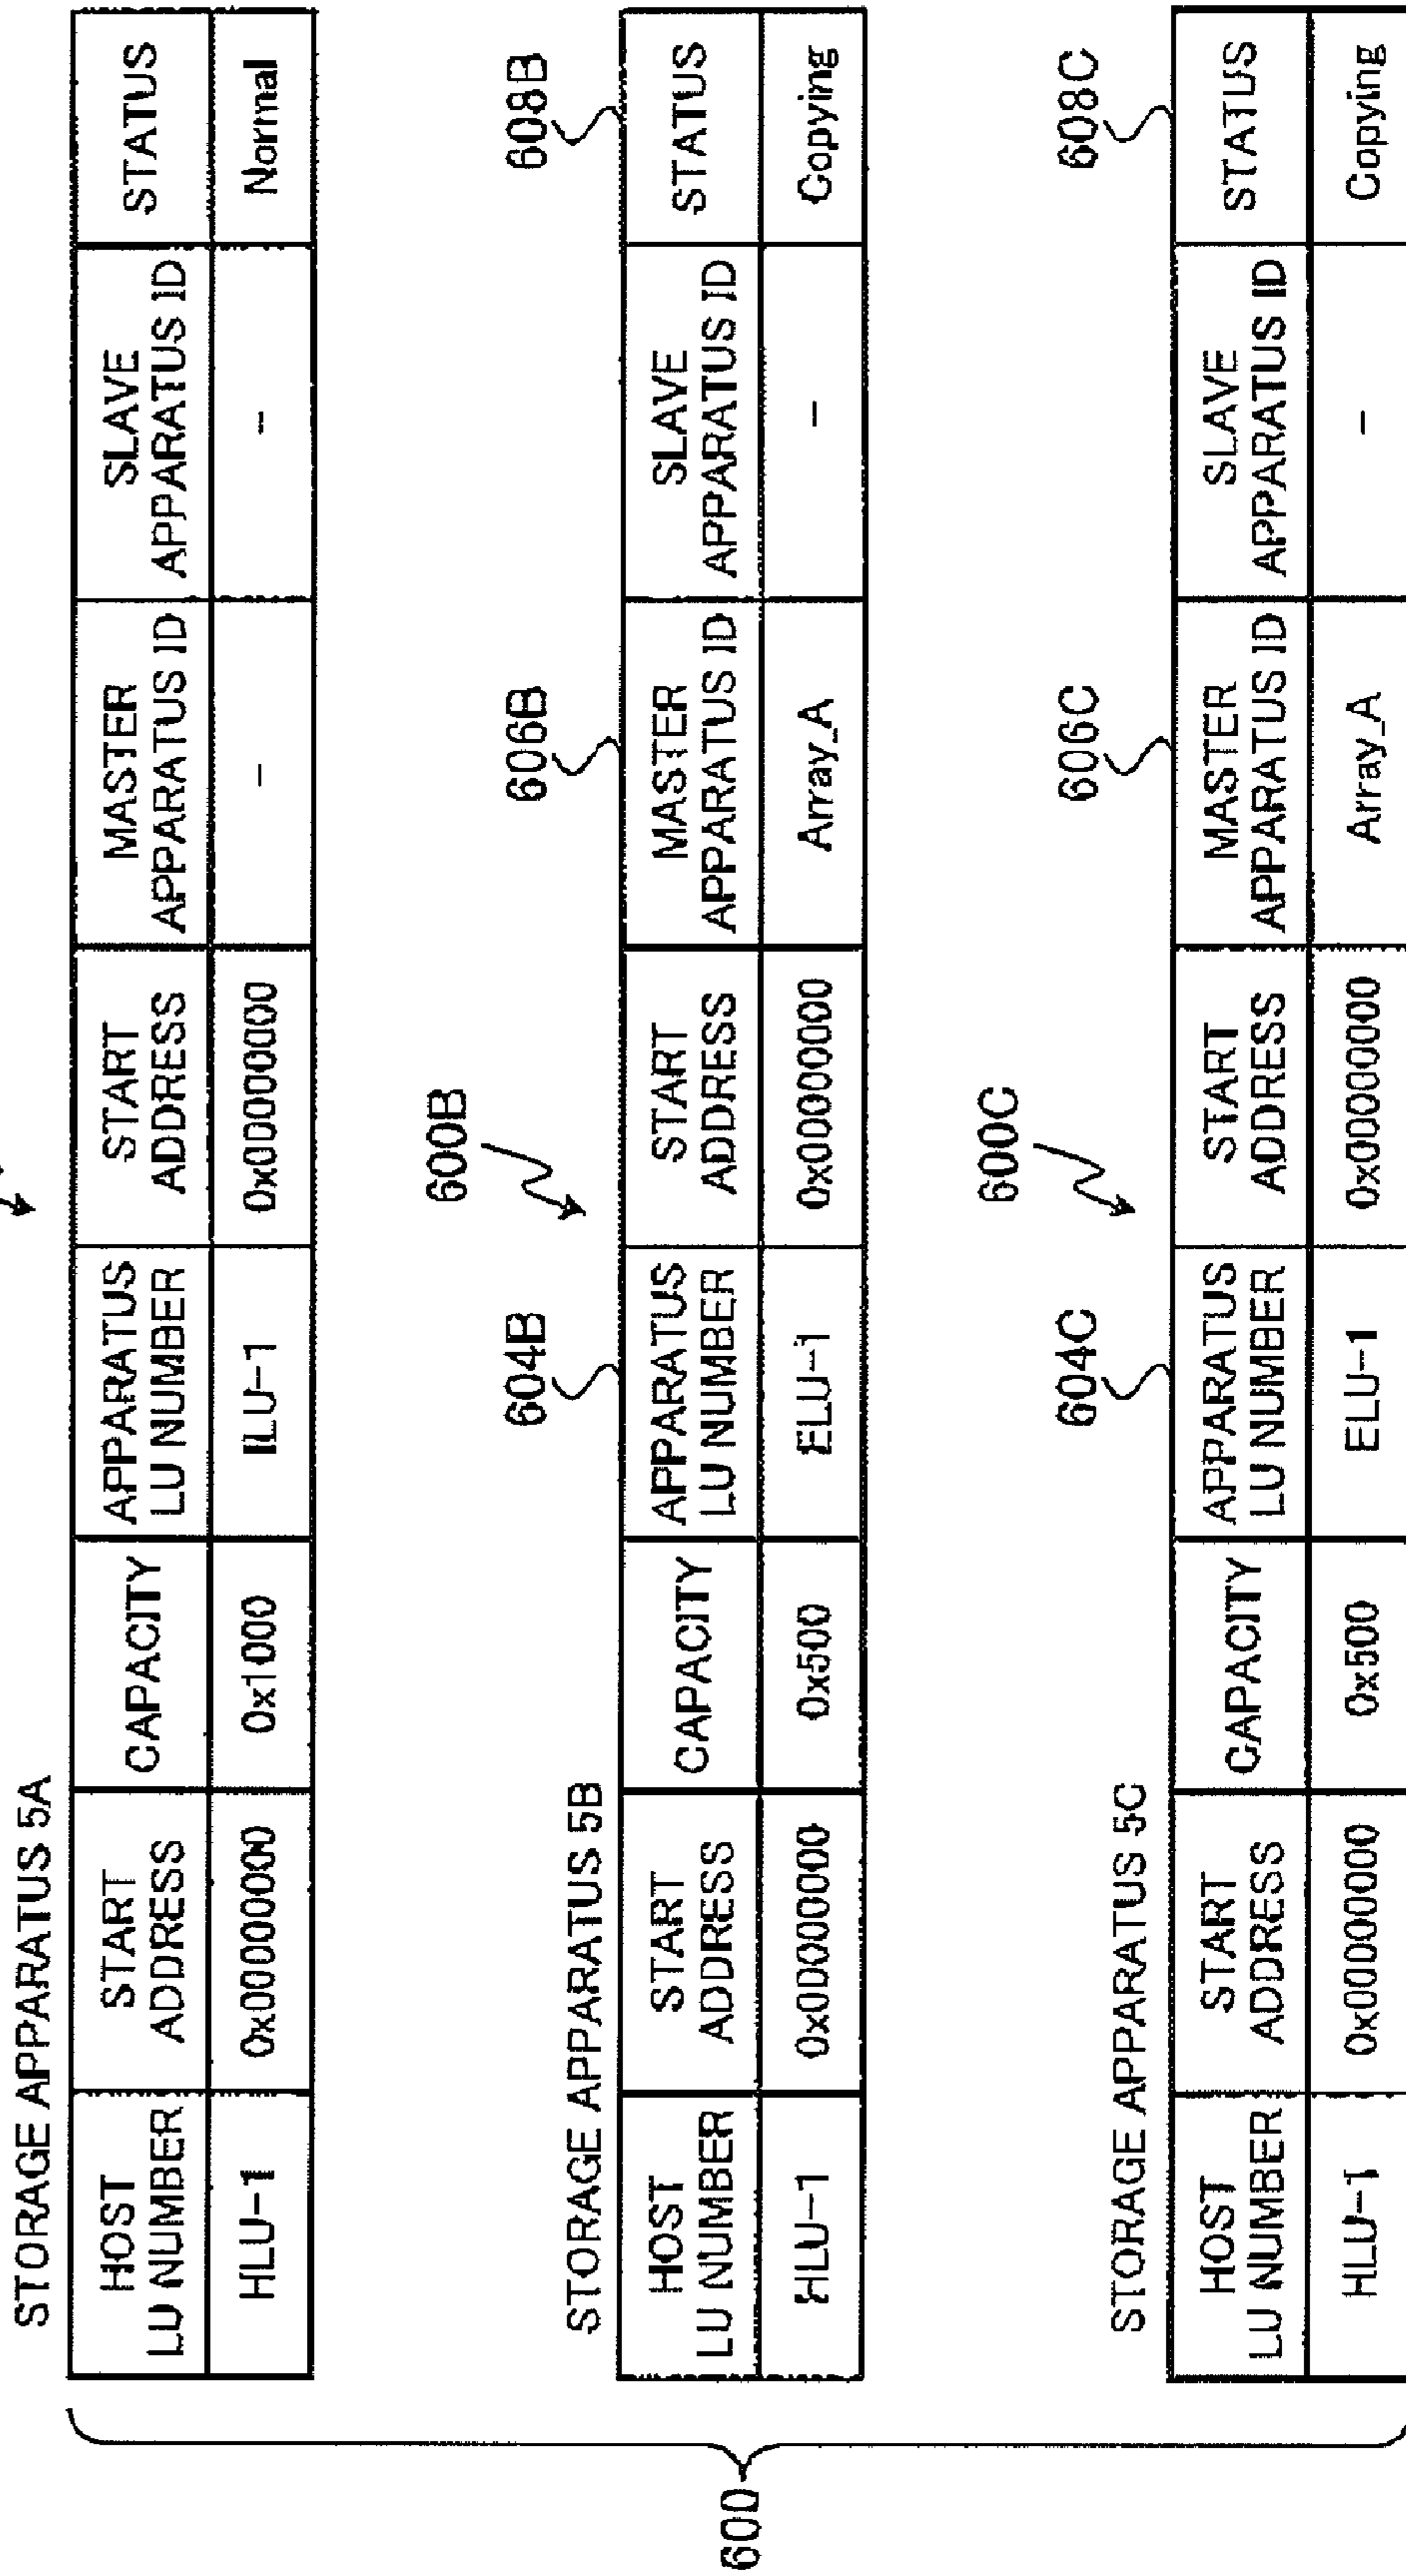 STORAGE APPARATUS 5A
HOST LU NUMBER | START ADDRESS | CAPACITY | APPARATUS LU NUMBER | START ADDRESS | MASTER APPARATUS ID | SLAVE APPARATUS ID | STATUS
HLU-1 | 0x00000000 | 0x1000 | ILU-1 | 0x00000000 | - | - | Normal
600B
604B 606B 608B
STORAGE APPARATUS 5B
HOST LU NUMBER | START ADDRESS | CAPACITY | APPARATUS LU NUMBER | START ADDRESS | MASTER APPARATUS ID | SLAVE APPARATUS ID | STATUS
HLU-1 | 0x00000000 | 0x500 | ELU-1 | 0x00000000 | Array_A | - | Copying
600C
604C 606C 608C
STORAGE APPARATUS 5C
HOST LU NUMBER | START ADDRESS | CAPACITY | APPARATUS LU NUMBER | START ADDRESS | MASTER APPARATUS ID | SLAVE APPARATUS ID | STATUS
HLU-1 | 0x00000000 | 0x500 | ELU-1 | 0x00000000 | Array_A | - | Copying
600